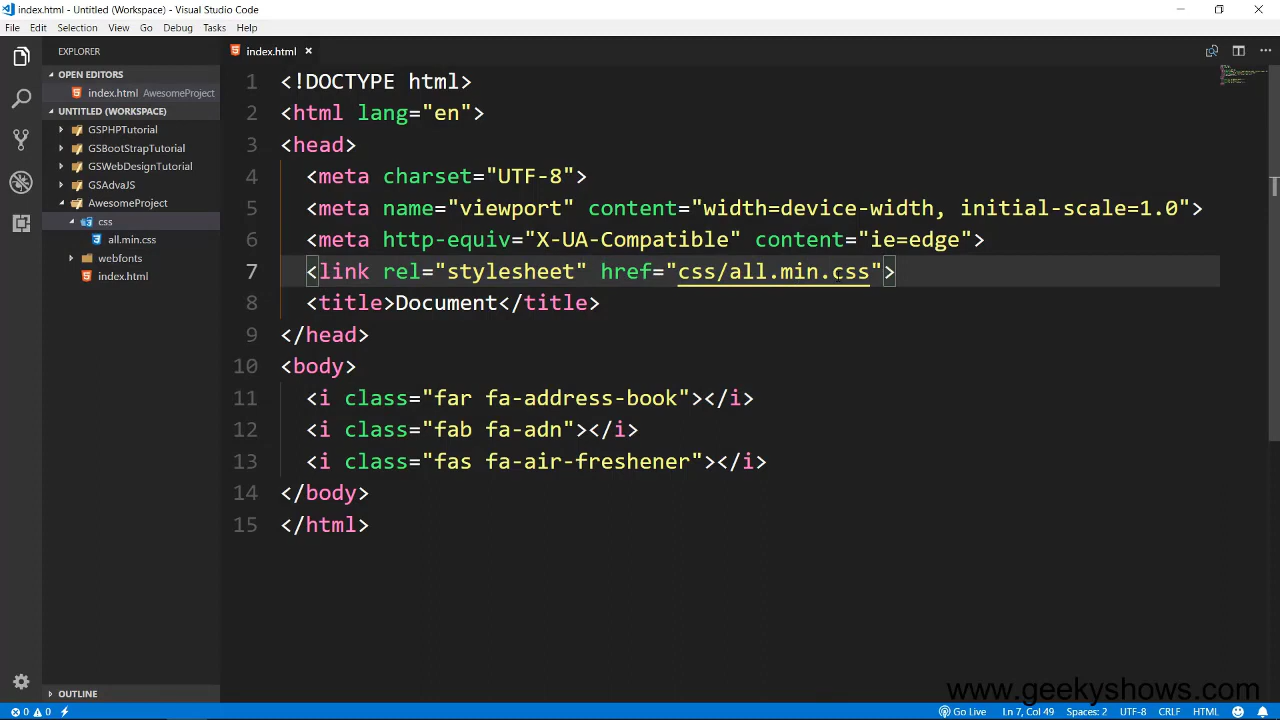 index.html - Untitled (Workspace) - Visual Studio Code
File Edit Selection View Go Debug Tasks Help
EXPLORER
OPEN EDITORS
index.html AwesomeProject
UNTITLED (WORKSPACE)
GSPHPTutorial
GSBootStrapTutorial
GSWebDesignTutorial
GSAdvaJS
AwesomeProject
css
all.min.css
webfonts
index.html
OUTLINE
index.html
1 <!DOCTYPE html>
2 <html lang="en">
3 <head>
4 <meta charset="UTF-8">
5 <meta name="viewport" content="width=device-width, initial-scale=1.0">
6 <meta http-equiv="X-UA-Compatible" content="ie=edge">
7 <link rel="stylesheet" href="css/all.min.css">
8 <title>Document</title>
9 </head>
10 <body>
11 <i class="far fa-address-book"></i>
12 <i class="fab fa-adn"></i>
13 <i class="fas fa-air-freshener"></i>
14 </body>
15 </html>
www.geekyshows.com
0 0 Go Live Ln 7, Col 49 Spaces: 2 UTF-8 CRLF HTML